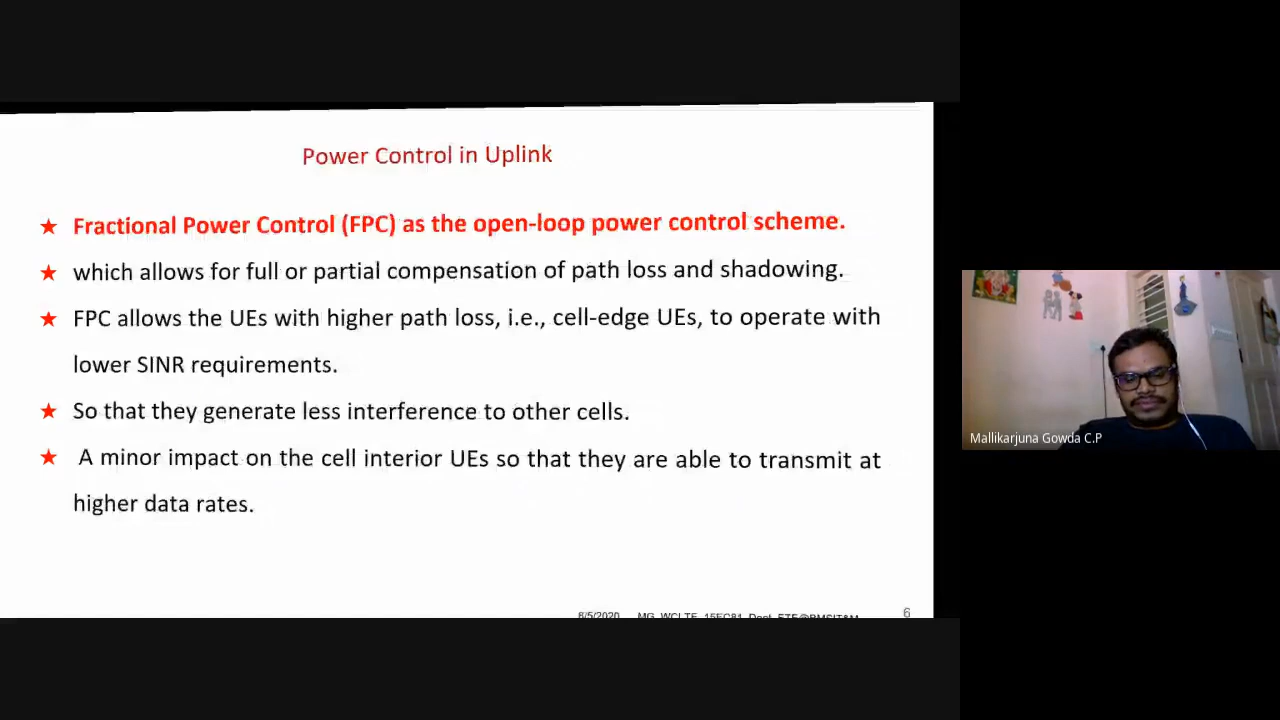 Power Control in Uplink
★ Fractional Power Control (FPC) as the open-loop power control scheme.
★ which allows for full or partial compensation of path loss and shadowing.
★ FPC allows the UEs with higher path loss, i.e., cell-edge UEs, to operate with
lower SINR requirements.
★ So that they generate less interference to other cells.
★ A minor impact on the cell interior UEs so that they are able to transmit at
higher data rates.
8/5/2020 MG_WCLTE_15EC81_Dept. ETE@BMSIT&M 6
Mallikarjuna Gowda C.P